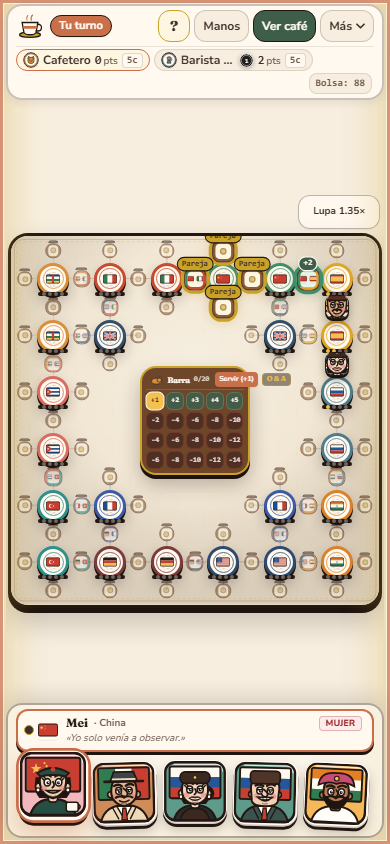 Tu turno
?
Manos
Ver café
Más
Cafetero 0 pts 5c
Barista ... 1 2 pts 5c
Bolsa: 88
Lupa 1.35×
Pareja
Pareja
Pareja
+2
Pareja
Barra 0/20 Servir (+1) Q&A
+1 +2 +3 +4 +5
-2 -4 -6 -8 -10
-4 -6 -8 -10 -12
-6 -8 -10 -12 -14
Mei · China
MUJER
«Yo solo venía a observar.»